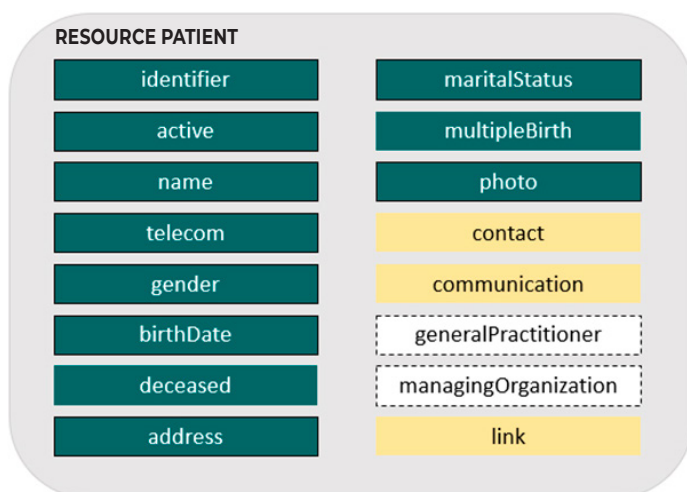 RESOURCE PATIENT
identifier
active
name
telecom
gender
birthDate
deceased
address
maritalStatus
multipleBirth
photo
contact
communication
generalPractitioner
managingOrganization
link